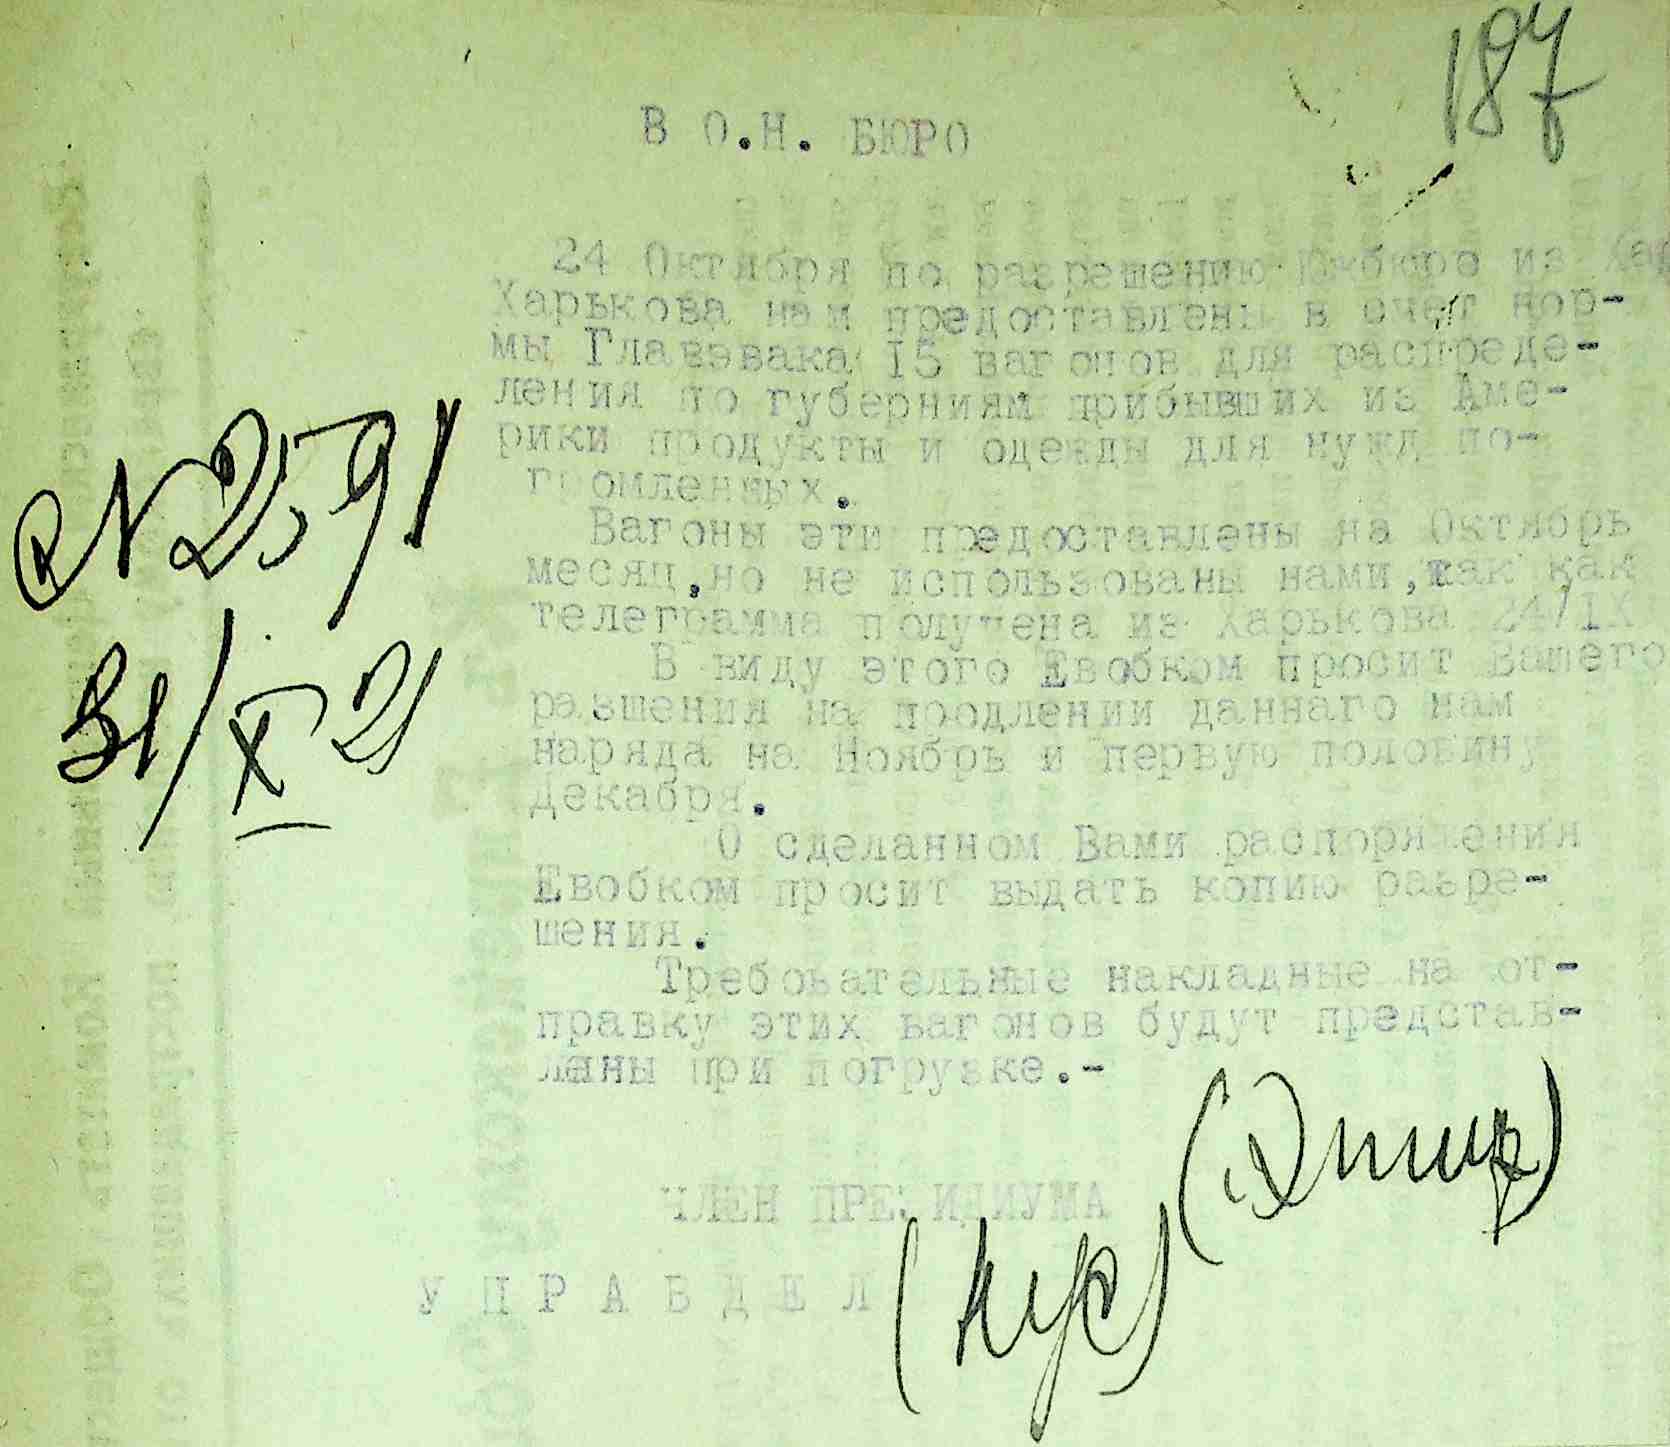 187
В О.Н. БЮРО
24 Октября по разрешению из Хар
Харькова нам предоставлены в счет нор-
мы Главэвака 15 вагонов для распреде-
ления по губерниям прибывших из Аме-
рики продукты и одежды для нужд по-
громленных.
Вагоны эти предоставлены на Октябрь
месяц,но не использованы нами,так как
телеграмма получена из Харькова 24/IX
В виду этого Евобком просит Вашего
развшения на продлении даннаго нам
наряда на Ноябрь и первую половину
декабря.
О сделанном Вами распоряжения
Евобком просит выдать копию разре-
шения.
Требовательные накладные на от-
правку этих вагонов будут представ-
лены при погрузке.-
N 2591
31/X 21
ЧЛЕН ПРЕЗИДИУМА
УПРАВДЕЛ